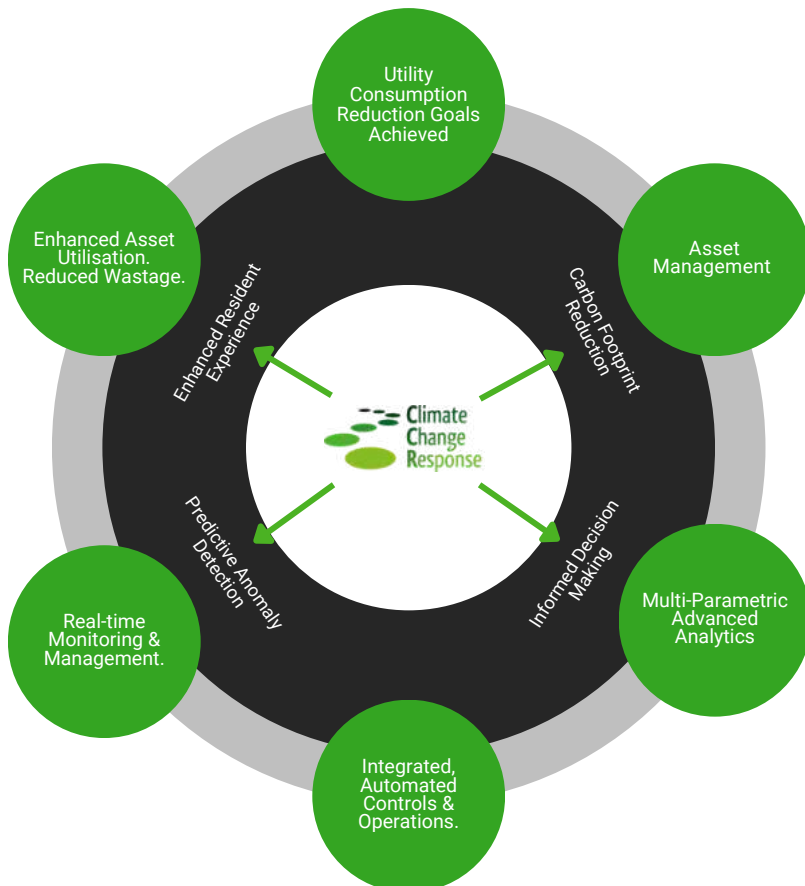 Utility
Consumption
Reduction Goals
Achieved
Enhanced Asset
Utilisation.
Reduced Wastage.
Asset
Management
Enhanced Resident
Experience
Carbon Footprint
Reduction
Climate
Change
Response
Predictive Anomaly
Detection
Informed Decision
Making
Real-time
Monitoring &
Management.
Multi-Parametric
Advanced
Analytics
Integrated,
Automated
Controls &
Operations.